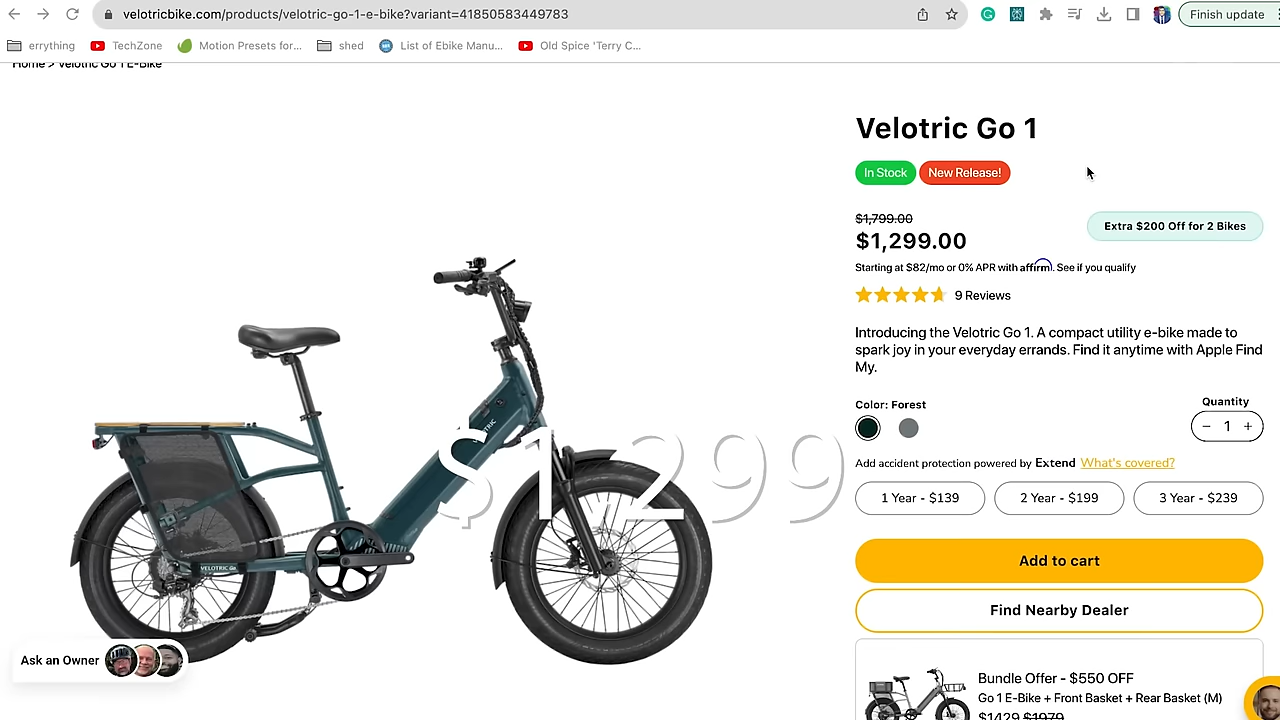 velotricbike.com/products/velotric-go-1-e-bike?variant=41850583449783
Finish update
errything
TechZone
Motion Presets for...
shed
List of Ebike Manu...
Old Spice 'Terry C...
Home > Velotric Go 1 E-Bike
Velotric Go 1
In Stock
New Release!
$1,799.00
$1,299.00
Extra $200 Off for 2 Bikes
Starting at $82/mo or 0% APR with affirm. See if you qualify
9 Reviews
Introducing the Velotric Go 1. A compact utility e-bike made to
spark joy in your everyday errands. Find it anytime with Apple Find
My.
Color: Forest
Quantity
− 1 +
$1,299
Add accident protection powered by Extend What's covered?
1 Year - $139
2 Year - $199
3 Year - $239
Add to cart
VELOTRIC Go
Find Nearby Dealer
Ask an Owner
Bundle Offer - $550 OFF
Go 1 E-Bike + Front Basket + Rear Basket (M)
$1429 $1979